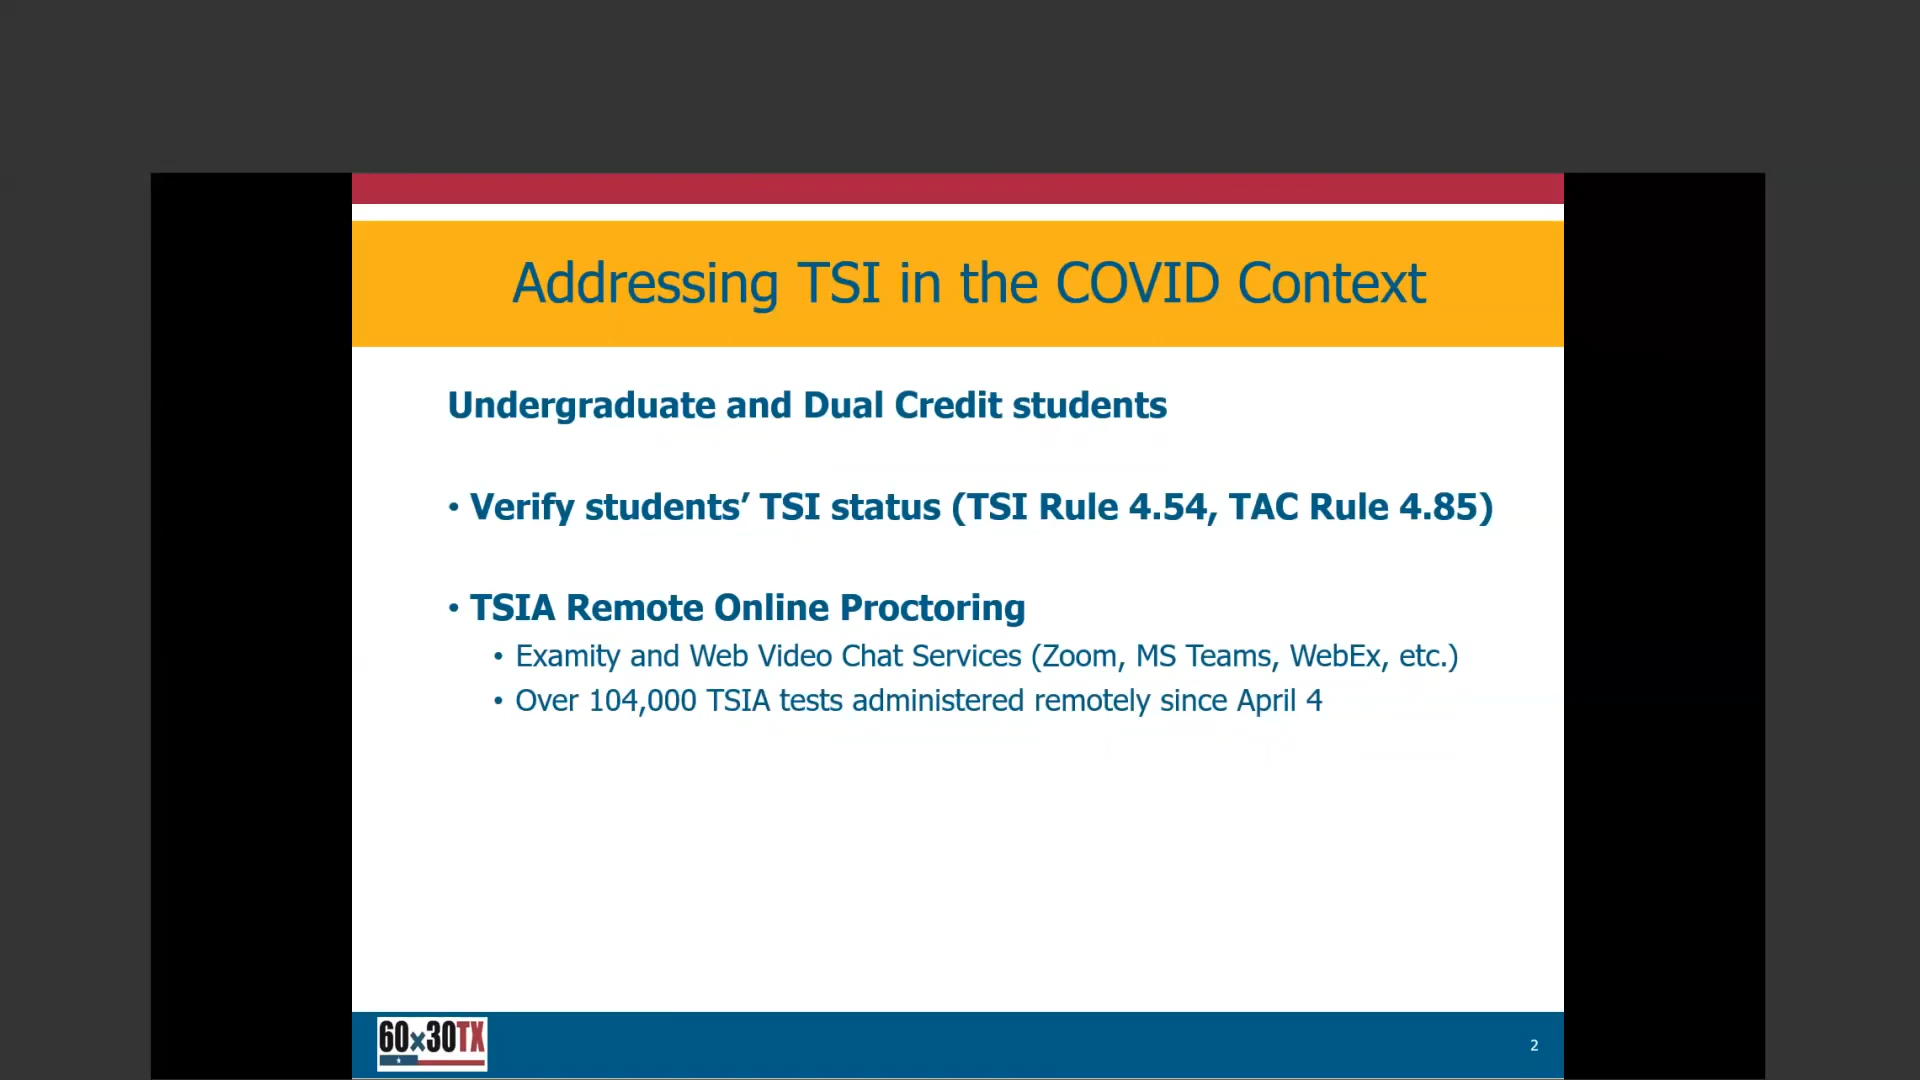 Addressing TSI in the COVID Context
Undergraduate and Dual Credit students
• Verify students’ TSI status (TSI Rule 4.54, TAC Rule 4.85)
• TSIA Remote Online Proctoring
• Examity and Web Video Chat Services (Zoom, MS Teams, WebEx, etc.)
• Over 104,000 TSIA tests administered remotely since April 4
60x30TX
2